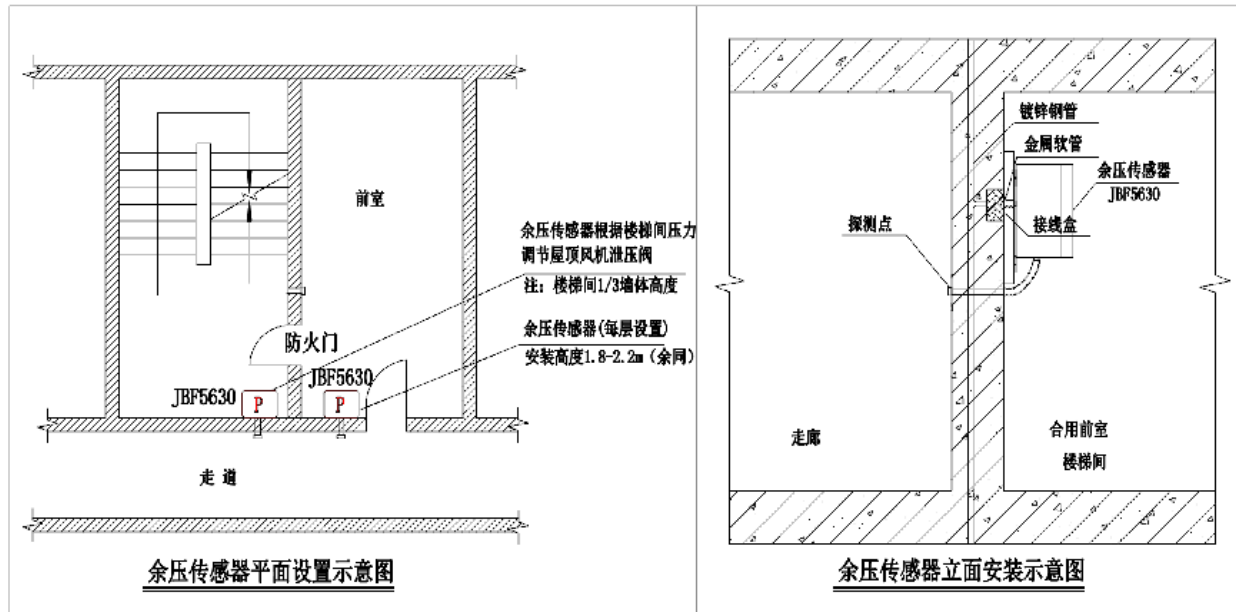 前室
余压传感器根据楼梯间压力
调节屋顶风机泄压阀
注：楼梯间1/3墙体高度
余压传感器(每层设置)
安装高度1.8-2.2m（余同）
防火门
JBF5630
JBF5630
P
P
走道
余压传感器平面设置示意图
镀锌钢管
金属软管
余压传感器
JBF5630
探测点
接线盒
走廊
合用前室
楼梯间
余压传感器立面安装示意图